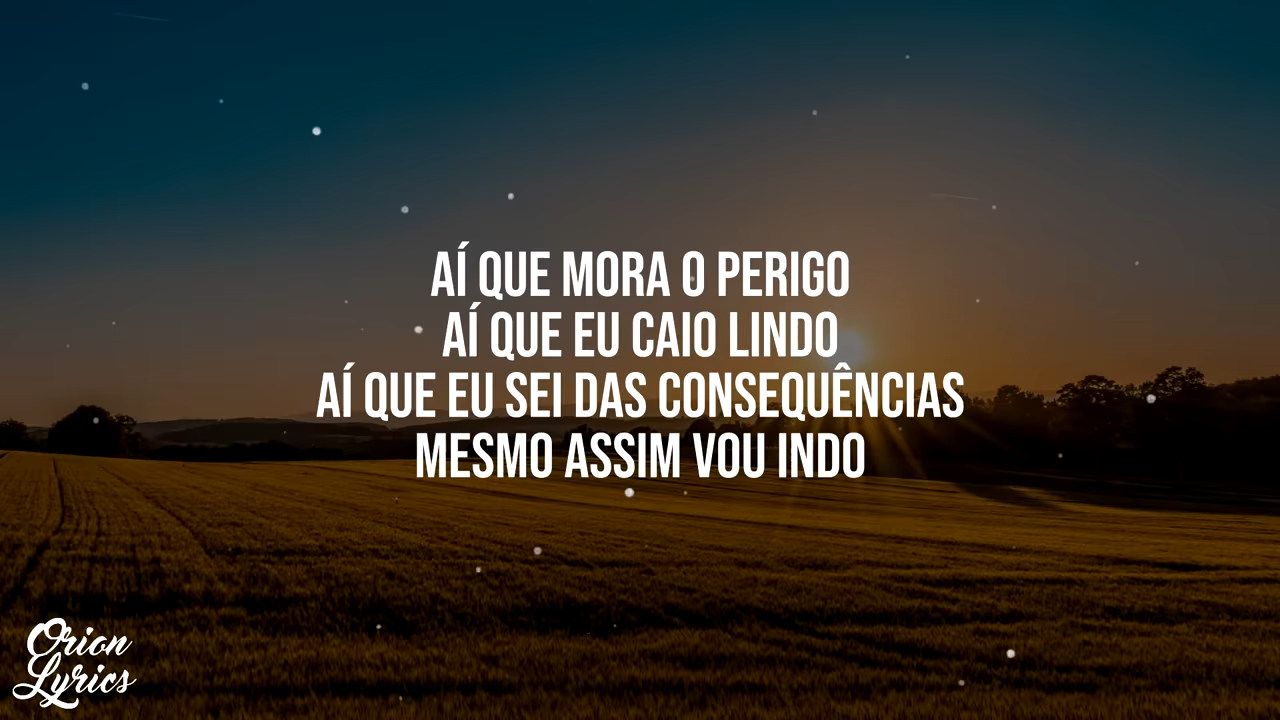 AÍ QUE MORA O PERIGO
AÍ QUE EU CAIO LINDO
AÍ QUE EU SEI DAS CONSEQUÊNCIAS
MESMO ASSIM VOU INDO
Orion
Lyrics